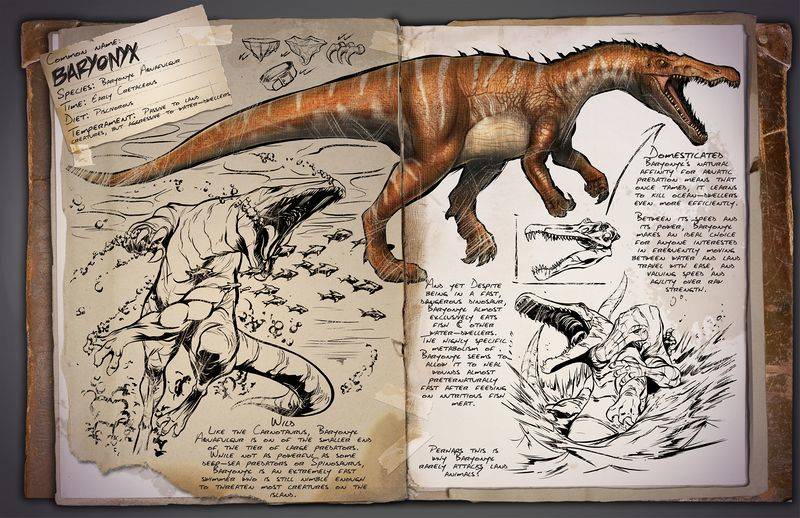 Common Name:
Baryonyx
Species: Baryonyx Aquafulgur
Time: Early Cretaceous
Diet: Piscivorous
Temperament: Passive to land
creatures, but aggressive to water-dwellers
Wild
Like the Carnotaurus, Baryonyx
Aquafulgur is on of the smaller end
of the tier of large predators.
While not as powerful as some
deep-sea predators or Spinosaurus,
Baryonyx is an extremely fast
swimmer who is still nimble enough
to threaten most creatures on the
island.
And yet Despite
being in a fast,
dangerous dinosaur,
Baryonyx almost
exclusively eats
fish & other
water-dwellers.
The highly specific
metabolism of
Baryonyx seems to
allow it to heal
wounds almost
preternaturally
fast after feeding
on nutritious fish
meat.
Perhaps this is
why Baryonyx
rarely attacks land
animals?
Domesticated
Baryonyx's natural
affinity for aquatic
predation means that
once tamed, it learns
to kill ocean-dwellers
even more efficiently.
Between its speed and
its power, Baryonyx
makes an ideal choice
for anyone interested
in frequently moving
between water and land
travel with ease, and
valuing speed and
agility over raw
strength.